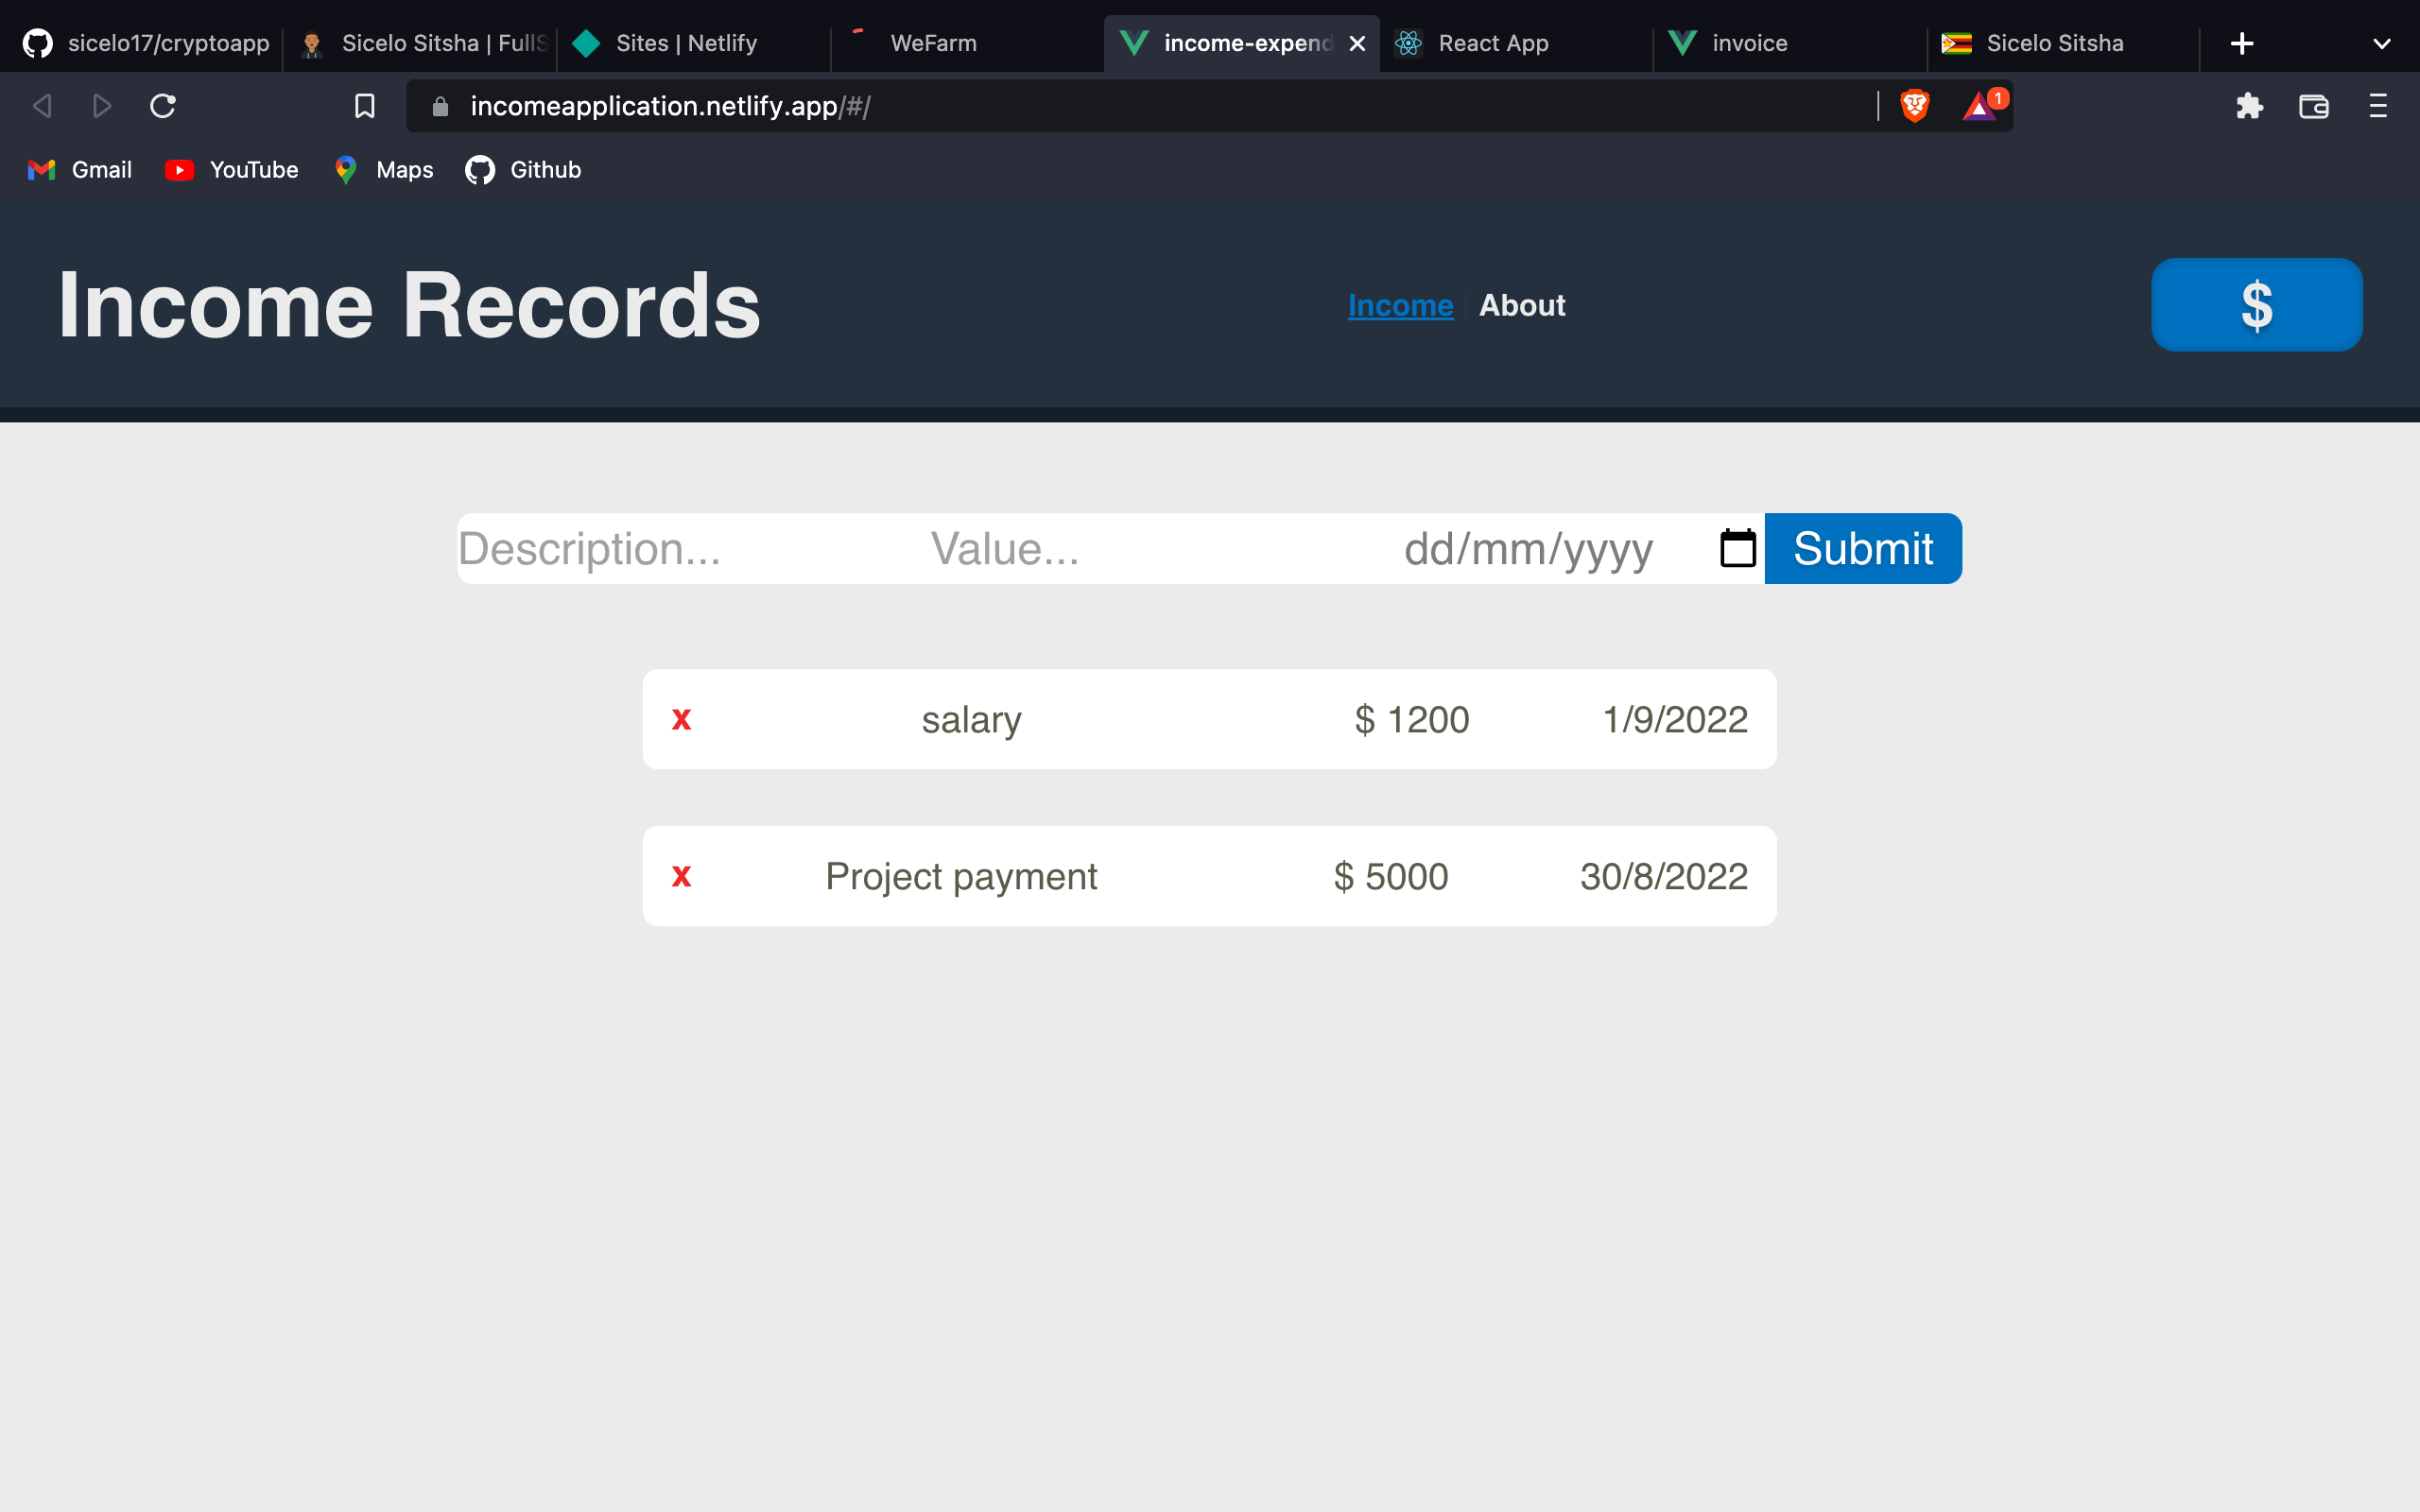 sicelo17/cryptoapp
Sicelo Sitsha | FullS
Sites | Netlify
WeFarm
income-expend
React App
invoice
Sicelo Sitsha
incomeapplication.netlify.app/#/
1
Gmail
YouTube
Maps
Github
Income Records
Income
About
$
Description...
Value...
dd/mm/yyyy
Submit
x salary $ 1200 1/9/2022
x Project payment $ 5000 30/8/2022